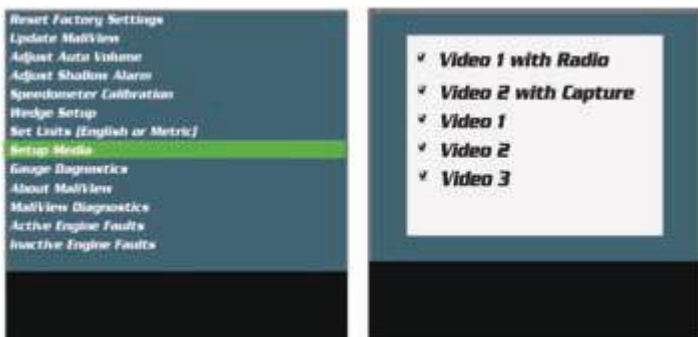 Reset Factory Settings
Update MaliView
Adjust Auto Volume
Adjust Shallow Alarm
Speedometer Calibration
Wedge Setup
Set Units [English or Metric]
Setup Media
Gauge Dagnostics
About MaliView
MaliView Diagnostics
Active Engine Faults
Inactive Engine Faults
Video 1 with Radio
Video 2 with Capture
Video 1
Video 2
Video 3